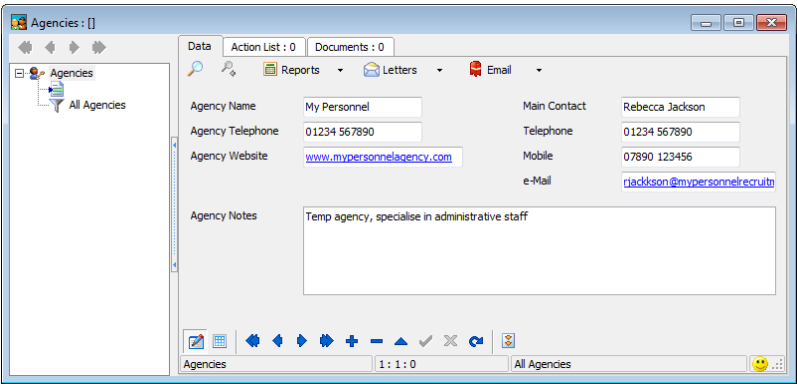 Agencies : []
Data Action List : 0 Documents : 0
Reports Letters Email
Agencies
All Agencies
Agency Name My Personnel Main Contact Rebecca Jackson
Agency Telephone 01234 567890 Telephone 01234 567890
Agency Website www.mypersonnelagency.com Mobile 07890 123456
e-Mail rjackkson@mypersonnelrecruitn
Agency Notes Temp agency, specialise in administrative staff
Agencies 1 : 1 : 0 All Agencies